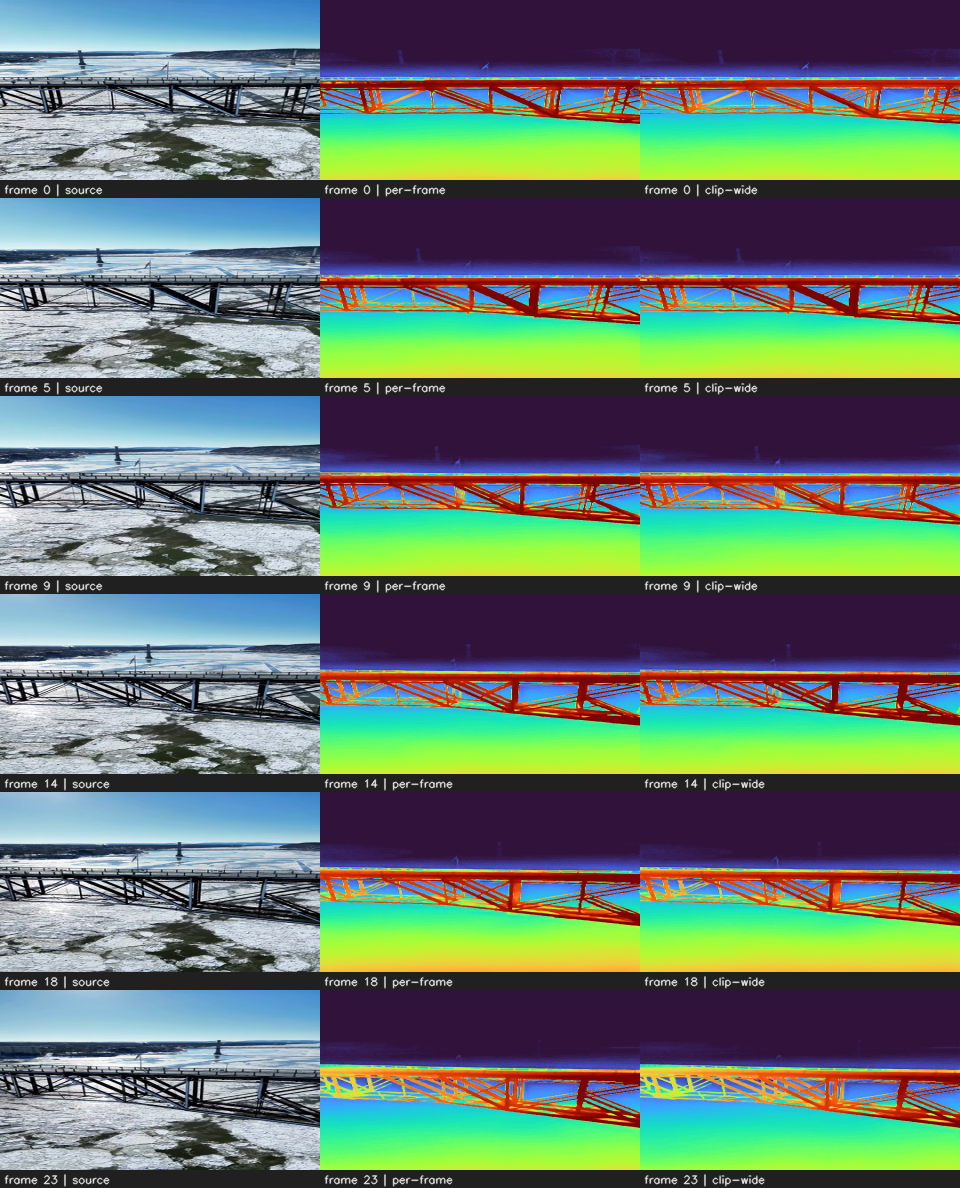 frame 0 | source
frame 0 | per-frame
frame 0 | clip-wide
frame 5 | source
frame 5 | per-frame
frame 5 | clip-wide
frame 9 | source
frame 9 | per-frame
frame 9 | clip-wide
frame 14 | source
frame 14 | per-frame
frame 14 | clip-wide
frame 18 | source
frame 18 | per-frame
frame 18 | clip-wide
frame 23 | source
frame 23 | per-frame
frame 23 | clip-wide